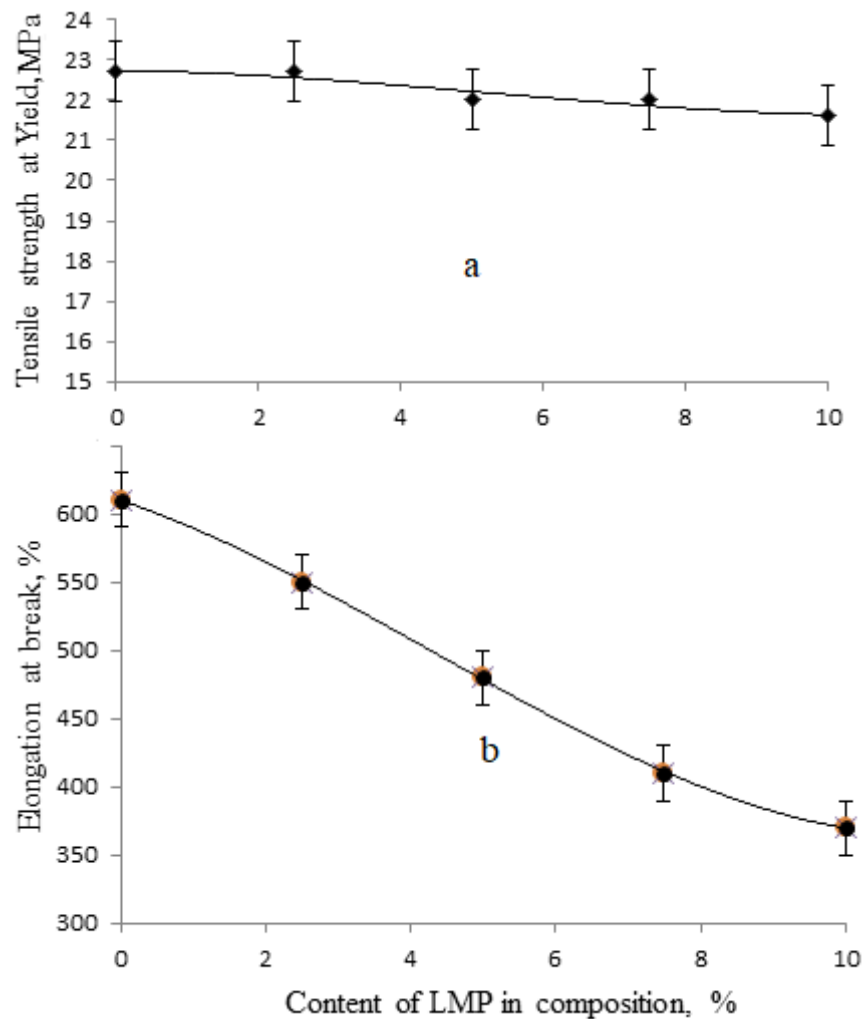 Tensile strength at Yield, MPa
24
23
22
21
20
19
18
17
16
15
a
0 2 4 6 8 10
Elongation at break, %
600
550
500
450
400
350
300
b
0 2 4 6 8 10
Content of LMP in composition, %